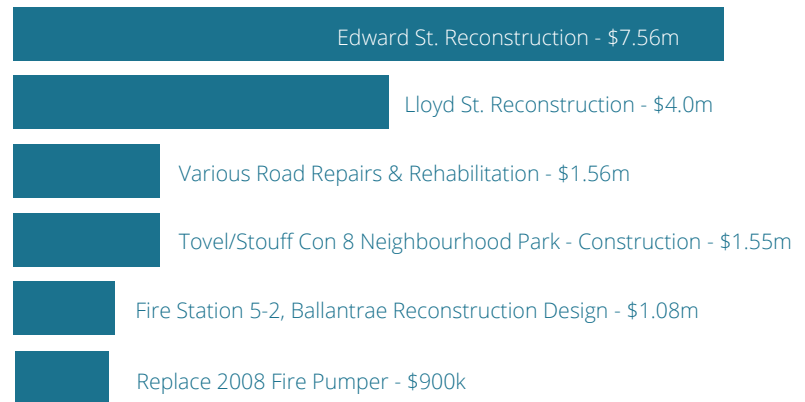 Edward St. Reconstruction - $7.56m
Lloyd St. Reconstruction - $4.0m
Various Road Repairs & Rehabilitation - $1.56m
Tovel/Stouff Con 8 Neighbourhood Park - Construction - $1.55m
Fire Station 5-2, Ballantrae Reconstruction Design - $1.08m
Replace 2008 Fire Pumper - $900k